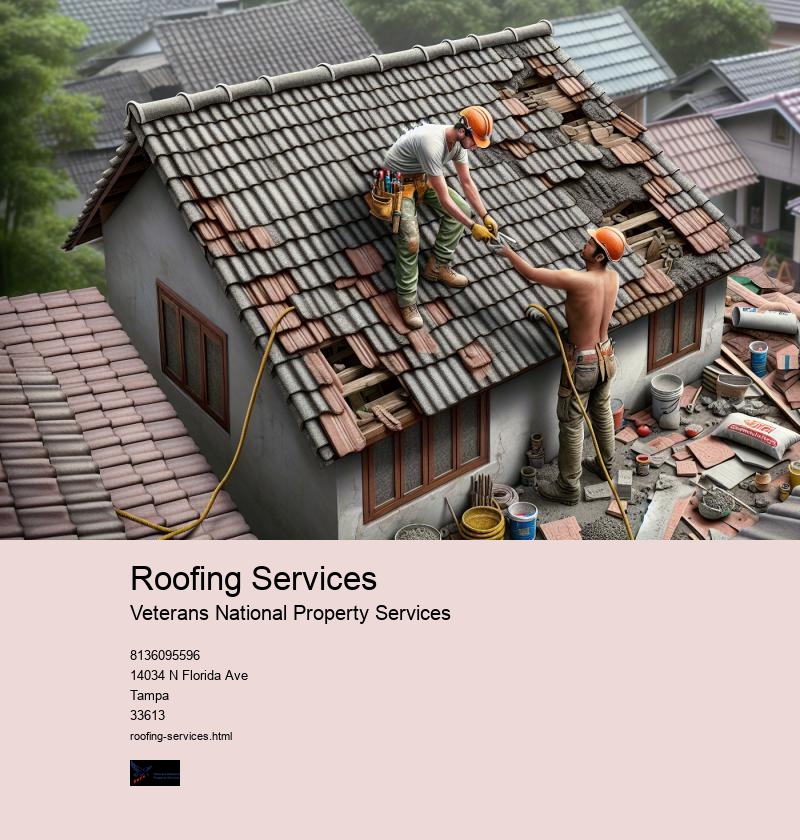 Roofing Services
Veterans National Property Services
8136095596
14034 N Florida Ave
Tampa
33613
roofing-services.html